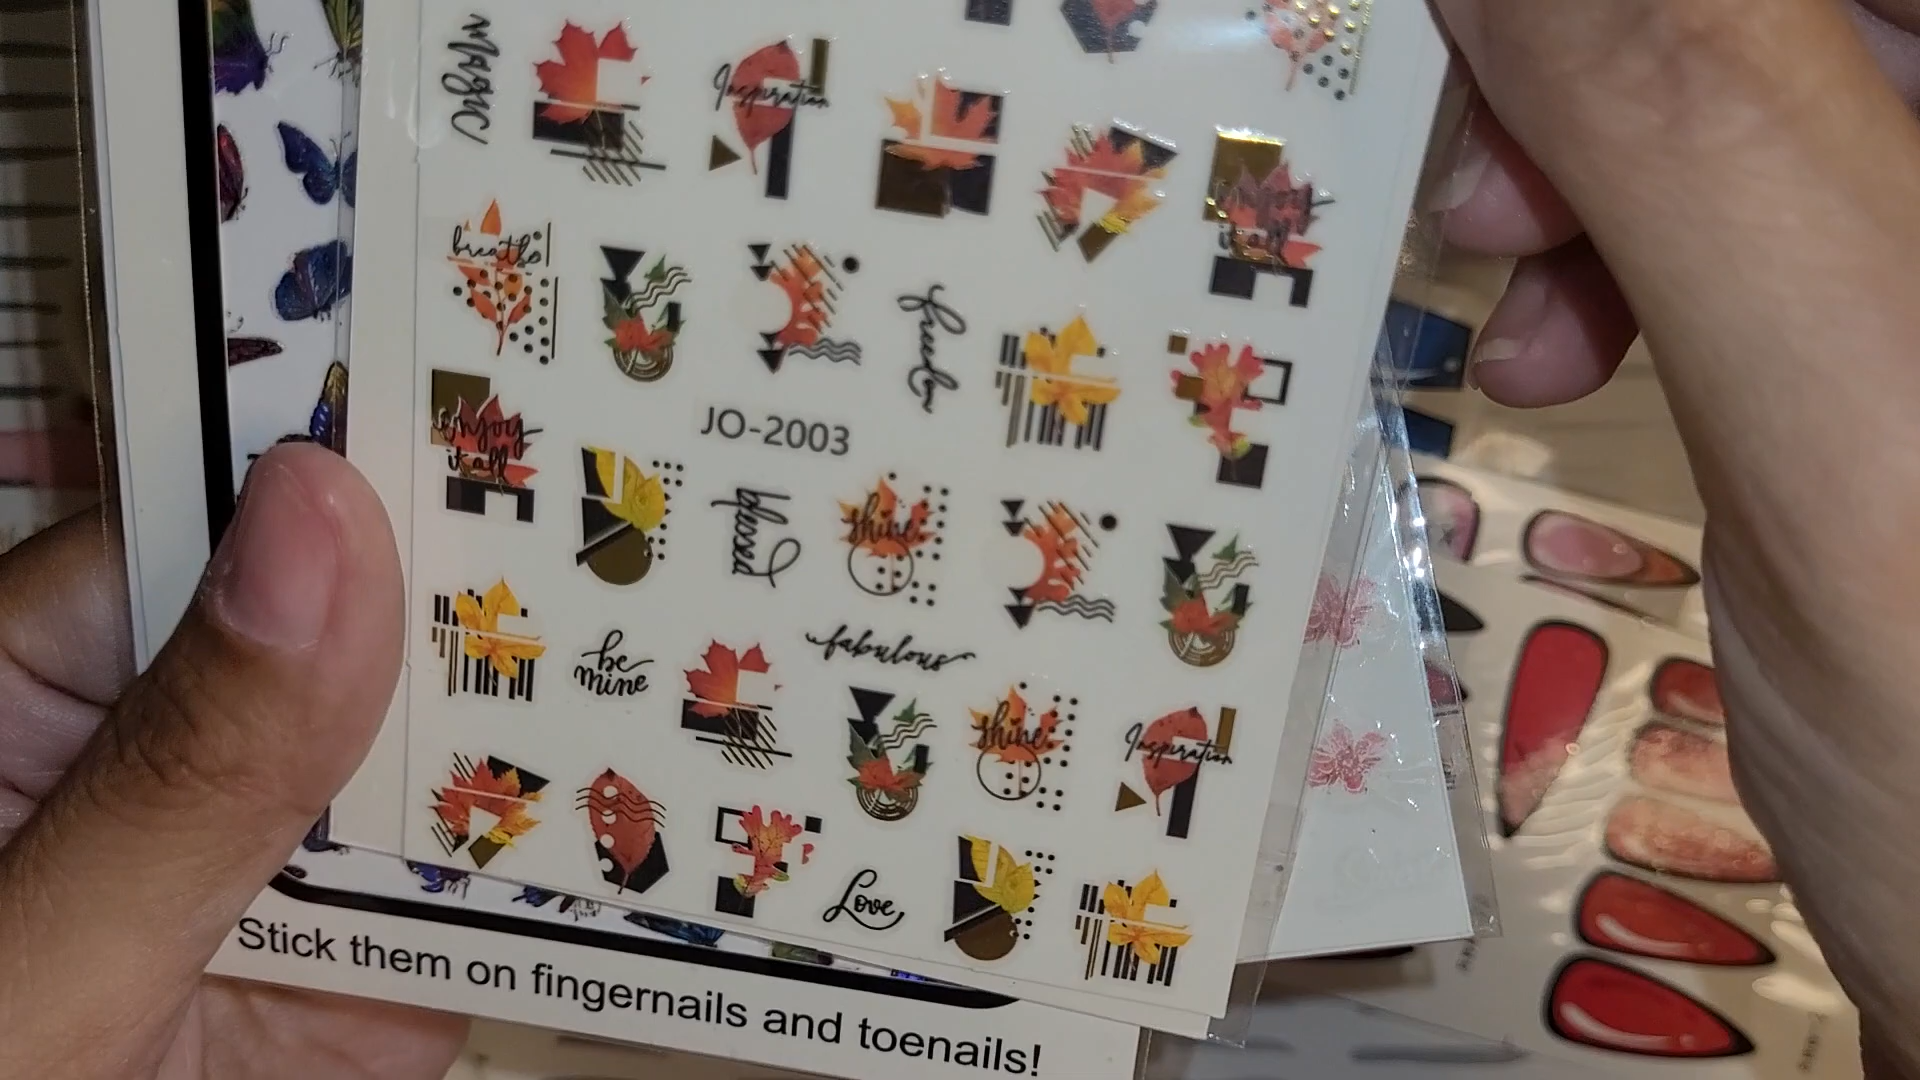 magic
Inspiration
enjoy
it all
breathe
freedom
enjoy
it all
JO-2003
blessed
shine
be
mine
fabulous
shine
Inspiration
Love
Stick them on fingernails and toenails!